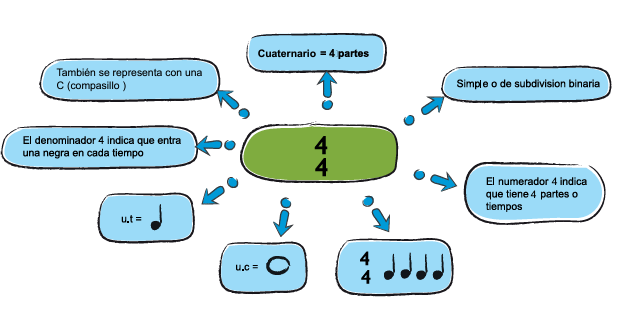 Cuaternario = 4 partes
También se representa con una
C (compasillo )
Simple o de subdivision binaria
El denominador 4 indica que entra
una negra en cada tiempo
4
4
El numerador 4 indica
que tiene 4 partes o
tiempos
u.t =
u.c =
4
4